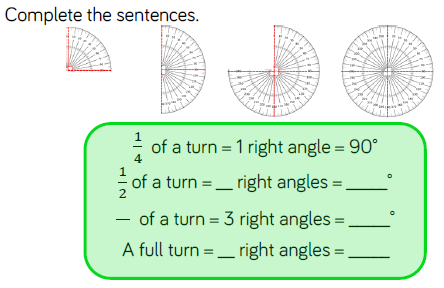 Complete the sentences.
1/4 of a turn = 1 right angle = 90°
1/2 of a turn = __ right angles = ____°
— of a turn = 3 right angles = ____°
A full turn = __ right angles = ____